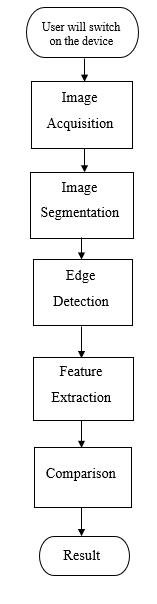 User will switch
on the device
Image
Acquisition
Image
Segmentation
Edge
Detection
Feature
Extraction
Comparison
Result